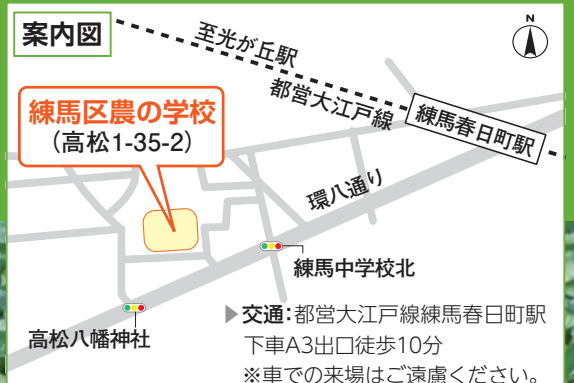 案内図
N
至光が丘駅
都営大江戸線
練馬春日町駅
練馬区農の学校
(高松1-35-2)
環八通り
練馬中学校北
高松八幡神社
▶交通:都営大江戸線練馬春日町駅
下車A3出口徒歩10分
※車での来場はご遠慮ください。